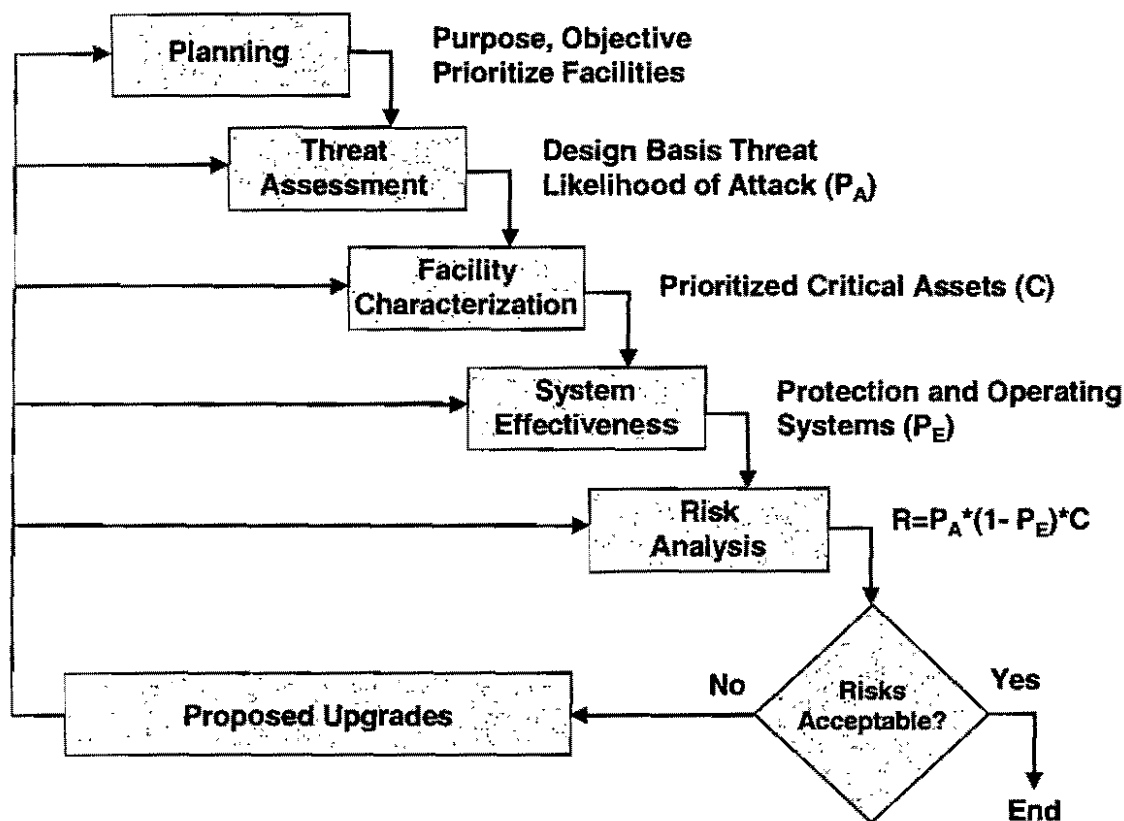 Planning
Purpose, Objective
Prioritize Facilities
Threat
Assessment
Design Basis Threat
Likelihood of Attack (PA)
Facility
Characterization
Prioritized Critical Assets (C)
System
Effectiveness
Protection and Operating
Systems (PE)
Risk
Analysis
R=PA*(1- PE)*C
No
Risks
Acceptable?
Yes
Proposed Upgrades
End